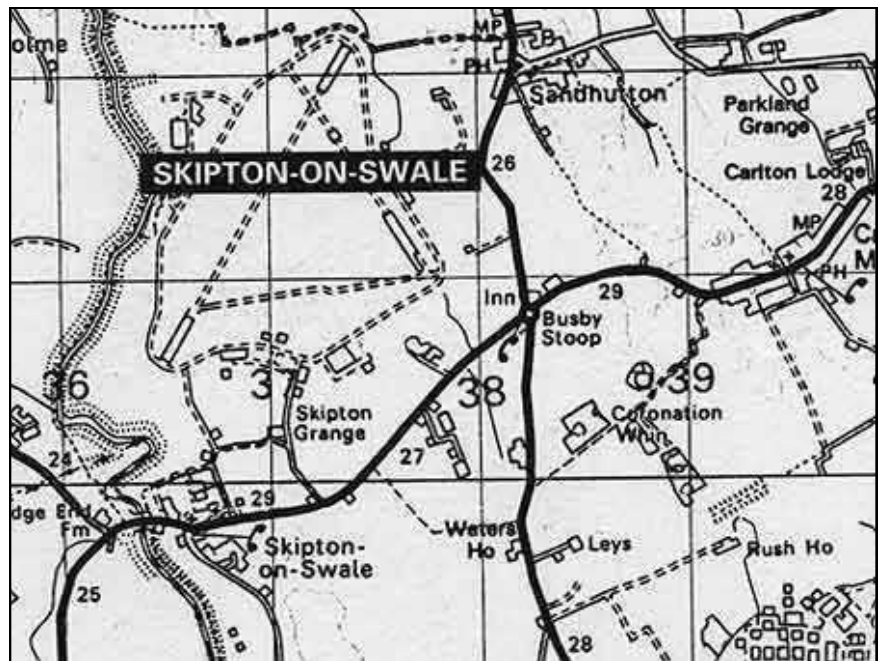 olme
MP
B
PH
Sandhutton
Parkland
Grange
SKIPTON-ON-SWALE
26
Carlton Lodge
28
MP
PH
Inn
29
Busby
Stoop
3
38
39
Coronation
Whin
Skipton
Grange
27
24
29
dge End
Fm
Skipton-
on-Swale
Waters
Ho
Leys
Rush Ho
25
28